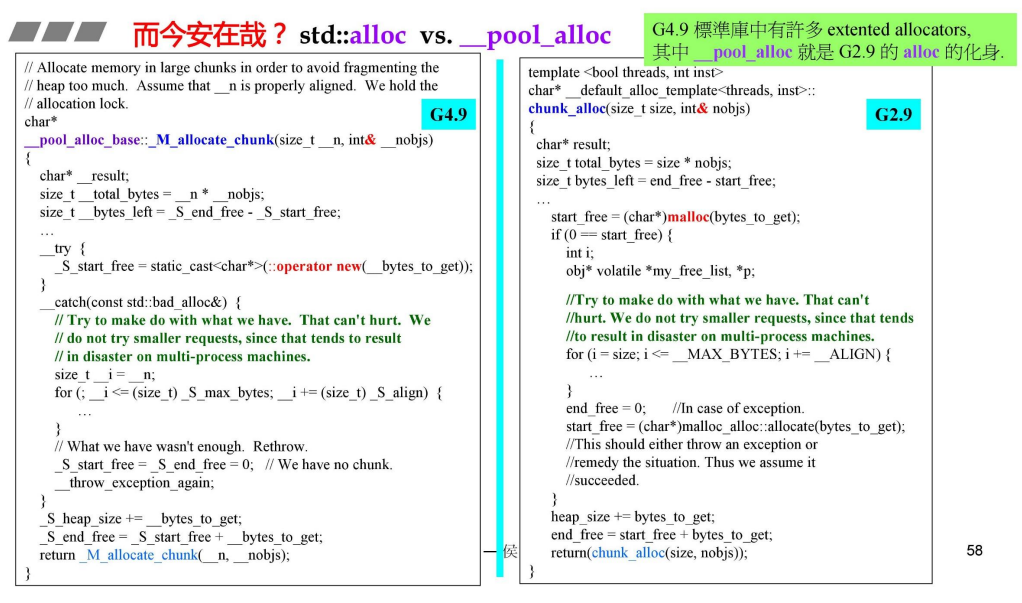 而今安在哉？ std::alloc vs. __pool_alloc
G4.9 標準庫中有許多 extented allocators,
其中 __pool_alloc 就是 G2.9 的 alloc 的化身.
// Allocate memory in large chunks in order to avoid fragmenting the
// heap too much. Assume that __n is properly aligned. We hold the
// allocation lock.
G4.9
char*
__pool_alloc_base::_M_allocate_chunk(size_t __n, int& __nobjs)
{
char* __result;
size_t __total_bytes = __n * __nobjs;
size_t __bytes_left = _S_end_free - _S_start_free;
…
__try {
_S_start_free = static_cast<char*>(::operator new(__bytes_to_get));
}
__catch(const std::bad_alloc&) {
// Try to make do with what we have. That can't hurt. We
// do not try smaller requests, since that tends to result
// in disaster on multi-process machines.
size_t __i = __n;
for (; __i <= (size_t) _S_max_bytes; __i += (size_t) _S_align) {
…
}
// What we have wasn't enough. Rethrow.
_S_start_free = _S_end_free = 0; // We have no chunk.
__throw_exception_again;
}
_S_heap_size += __bytes_to_get;
_S_end_free = _S_start_free + __bytes_to_get;
return _M_allocate_chunk(__n, __nobjs);
}
template <bool threads, int inst>
char* __default_alloc_template<threads, inst>::
chunk_alloc(size_t size, int& nobjs)
G2.9
{
char* result;
size_t total_bytes = size * nobjs;
size_t bytes_left = end_free - start_free;
…
start_free = (char*)malloc(bytes_to_get);
if (0 == start_free) {
int i;
obj* volatile *my_free_list, *p;
//Try to make do with what we have. That can't
//hurt. We do not try smaller requests, since that tends
//to result in disaster on multi-process machines.
for (i = size; i <= __MAX_BYTES; i += __ALIGN) {
…
}
end_free = 0; //In case of exception.
start_free = (char*)malloc_alloc::allocate(bytes_to_get);
//This should either throw an exception or
//remedy the situation. Thus we assume it
//succeeded.
}
heap_size += bytes_to_get;
end_free = start_free + bytes_to_get;
return(chunk_alloc(size, nobjs));
}
侯
58